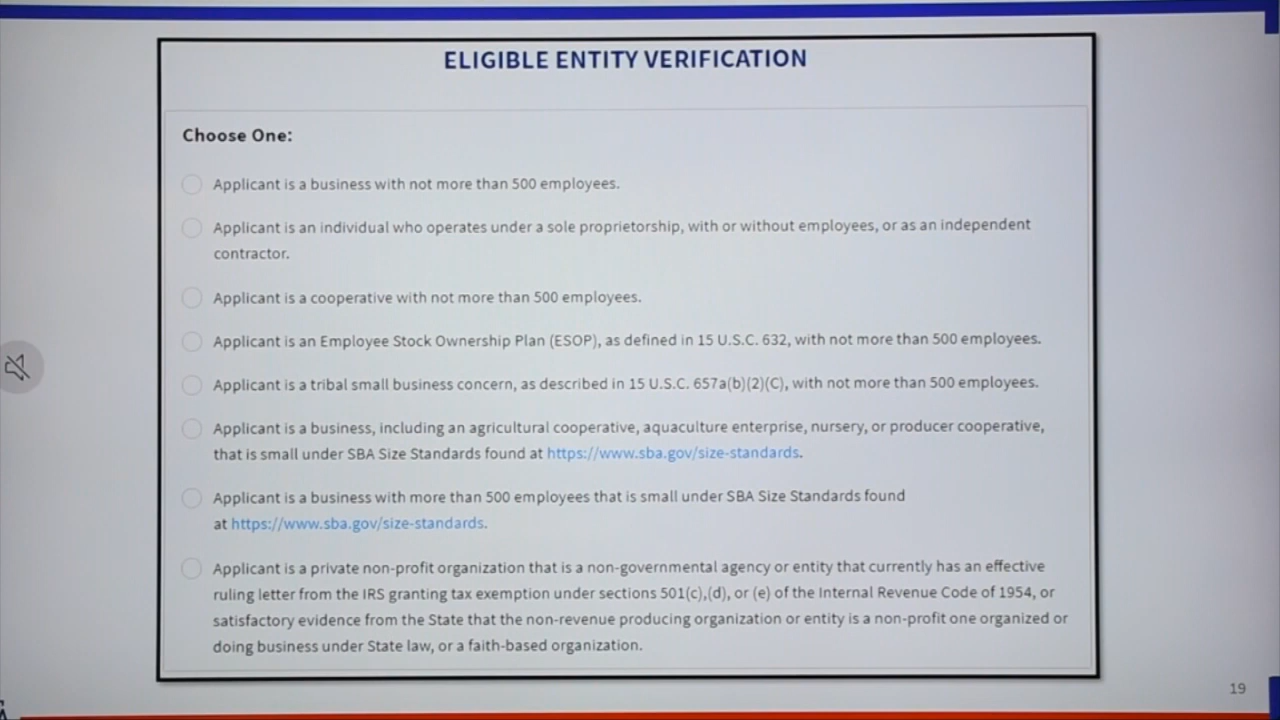 ELIGIBLE ENTITY VERIFICATION
Choose One:
Applicant is a business with not more than 500 employees.
Applicant is an individual who operates under a sole proprietorship, with or without employees, or as an independent
contractor.
Applicant is a cooperative with not more than 500 employees.
Applicant is an Employee Stock Ownership Plan (ESOP), as defined in 15 U.S.C. 632, with not more than 500 employees.
Applicant is a tribal small business concern, as described in 15 U.S.C. 657a(b)(2)(C), with not more than 500 employees.
Applicant is a business, including an agricultural cooperative, aquaculture enterprise, nursery, or producer cooperative,
that is small under SBA Size Standards found at https://www.sba.gov/size-standards.
Applicant is a business with more than 500 employees that is small under SBA Size Standards found
at https://www.sba.gov/size-standards.
Applicant is a private non-profit organization that is a non-governmental agency or entity that currently has an effective
ruling letter from the IRS granting tax exemption under sections 501(c),(d), or (e) of the Internal Revenue Code of 1954, or
satisfactory evidence from the State that the non-revenue producing organization or entity is a non-profit one organized or
doing business under State law, or a faith-based organization.
19